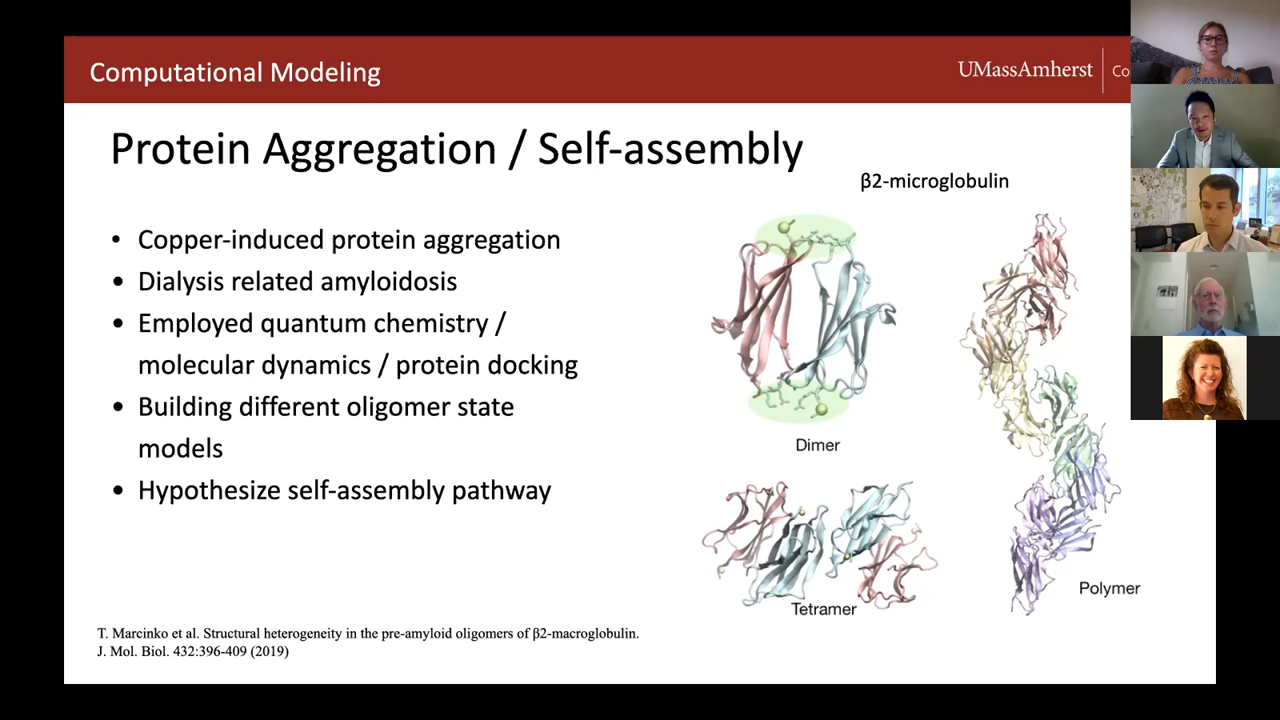 Computational Modeling
UMassAmherst
Co
Protein Aggregation / Self-assembly
β2-microglobulin
• Copper-induced protein aggregation
• Dialysis related amyloidosis
• Employed quantum chemistry /
molecular dynamics / protein docking
• Building different oligomer state
models
• Hypothesize self-assembly pathway
Dimer
Tetramer
Polymer
T. Marcinko et al. Structural heterogeneity in the pre-amyloid oligomers of β2-macroglobulin.
J. Mol. Biol. 432:396-409 (2019)